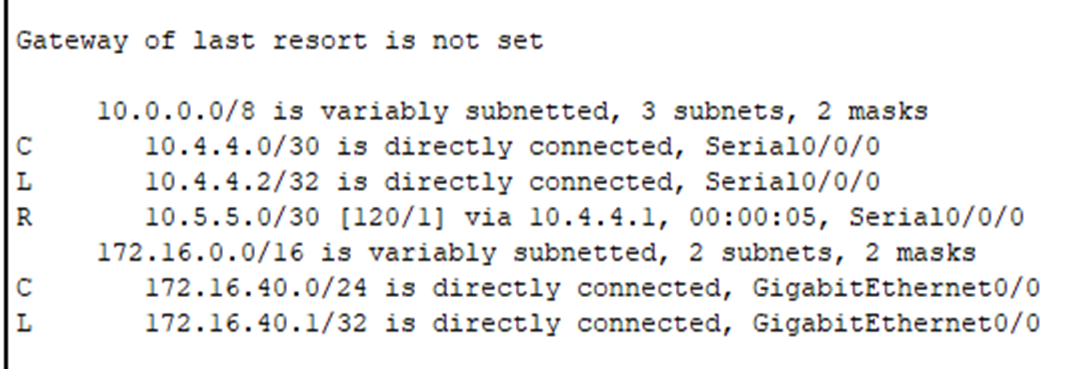 Gateway of last resort is not set
10.0.0.0/8 is variably subnetted, 3 subnets, 2 masks
C 10.4.4.0/30 is directly connected, Serial0/0/0
L 10.4.4.2/32 is directly connected, Serial0/0/0
R 10.5.5.0/30 [120/1] via 10.4.4.1, 00:00:05, Serial0/0/0
172.16.0.0/16 is variably subnetted, 2 subnets, 2 masks
C 172.16.40.0/24 is directly connected, GigabitEthernet0/0
L 172.16.40.1/32 is directly connected, GigabitEthernet0/0